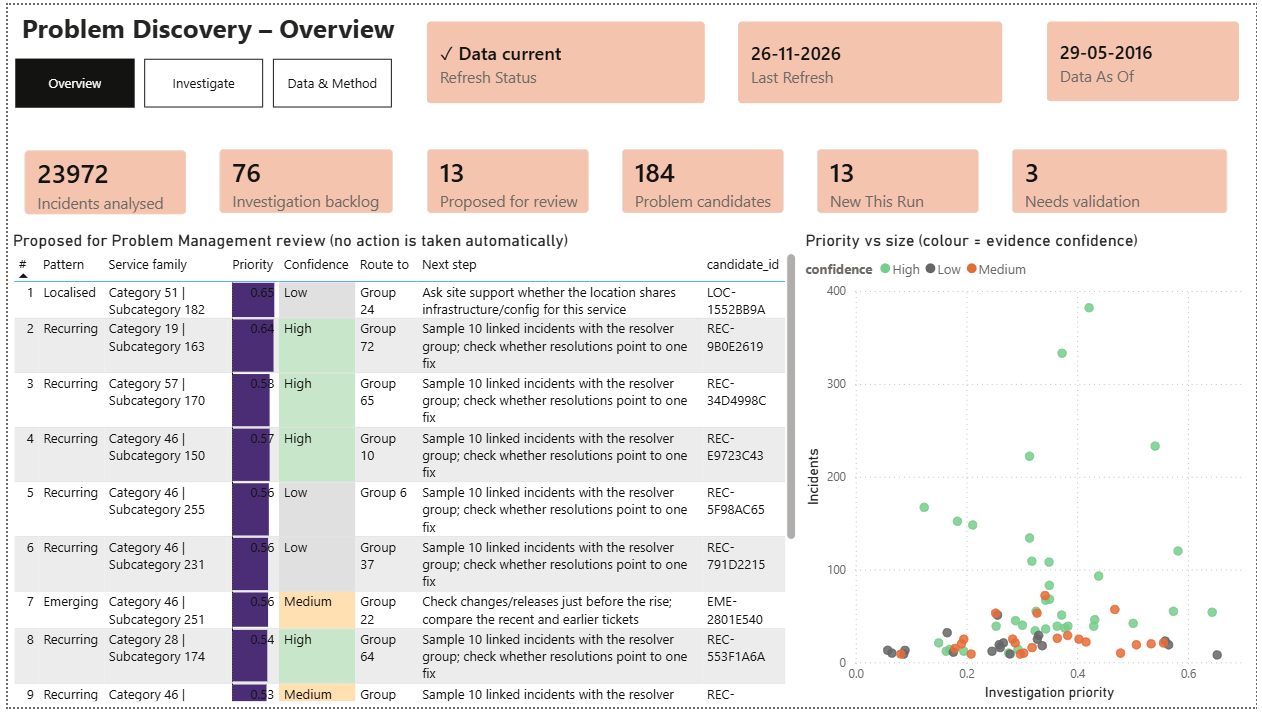 Problem Discovery – Overview
Overview
Investigate
Data & Method
✓ Data current
Refresh Status
26-11-2026
Last Refresh
29-05-2016
Data As Of
23972
Incidents analysed
76
Investigation backlog
13
Proposed for review
184
Problem candidates
13
New This Run
3
Needs validation
Proposed for Problem Management review (no action is taken automatically)
# Pattern Service family Priority Confidence Route to Next step candidate_id
1 Localised Category 51 | 0.65 Low Group Ask site support whether the location shares LOC-
Subcategory 182 24 infrastructure/config for this service 1552BB9A
2 Recurring Category 19 | 0.64 High Group Sample 10 linked incidents with the resolver REC-
Subcategory 163 72 group; check whether resolutions point to one 9B0E2619
fix
3 Recurring Category 57 | 0.58 High Group Sample 10 linked incidents with the resolver REC-
Subcategory 170 65 group; check whether resolutions point to one 34D4998C
fix
4 Recurring Category 46 | 0.57 High Group Sample 10 linked incidents with the resolver REC-
Subcategory 150 10 group; check whether resolutions point to one E9723C43
fix
5 Recurring Category 46 | 0.56 Low Group 6 Sample 10 linked incidents with the resolver REC-
Subcategory 255 group; check whether resolutions point to one 5F98AC65
fix
6 Recurring Category 46 | 0.56 Low Group Sample 10 linked incidents with the resolver REC-
Subcategory 231 37 group; check whether resolutions point to one 791D2215
fix
7 Emerging Category 46 | 0.56 Medium Group Check changes/releases just before the rise; EME-
Subcategory 251 22 compare the recent and earlier tickets 2801E540
8 Recurring Category 28 | 0.54 High Group Sample 10 linked incidents with the resolver REC-
Subcategory 174 64 group; check whether resolutions point to one 553F1A6A
fix
9 Recurring Category 46 | 0.53 Medium Group Sample 10 linked incidents with the resolver REC-
Priority vs size (colour = evidence confidence)
confidence High Low Medium
400
300
200
100
0
Incidents
0.0 0.2 0.4 0.6
Investigation priority